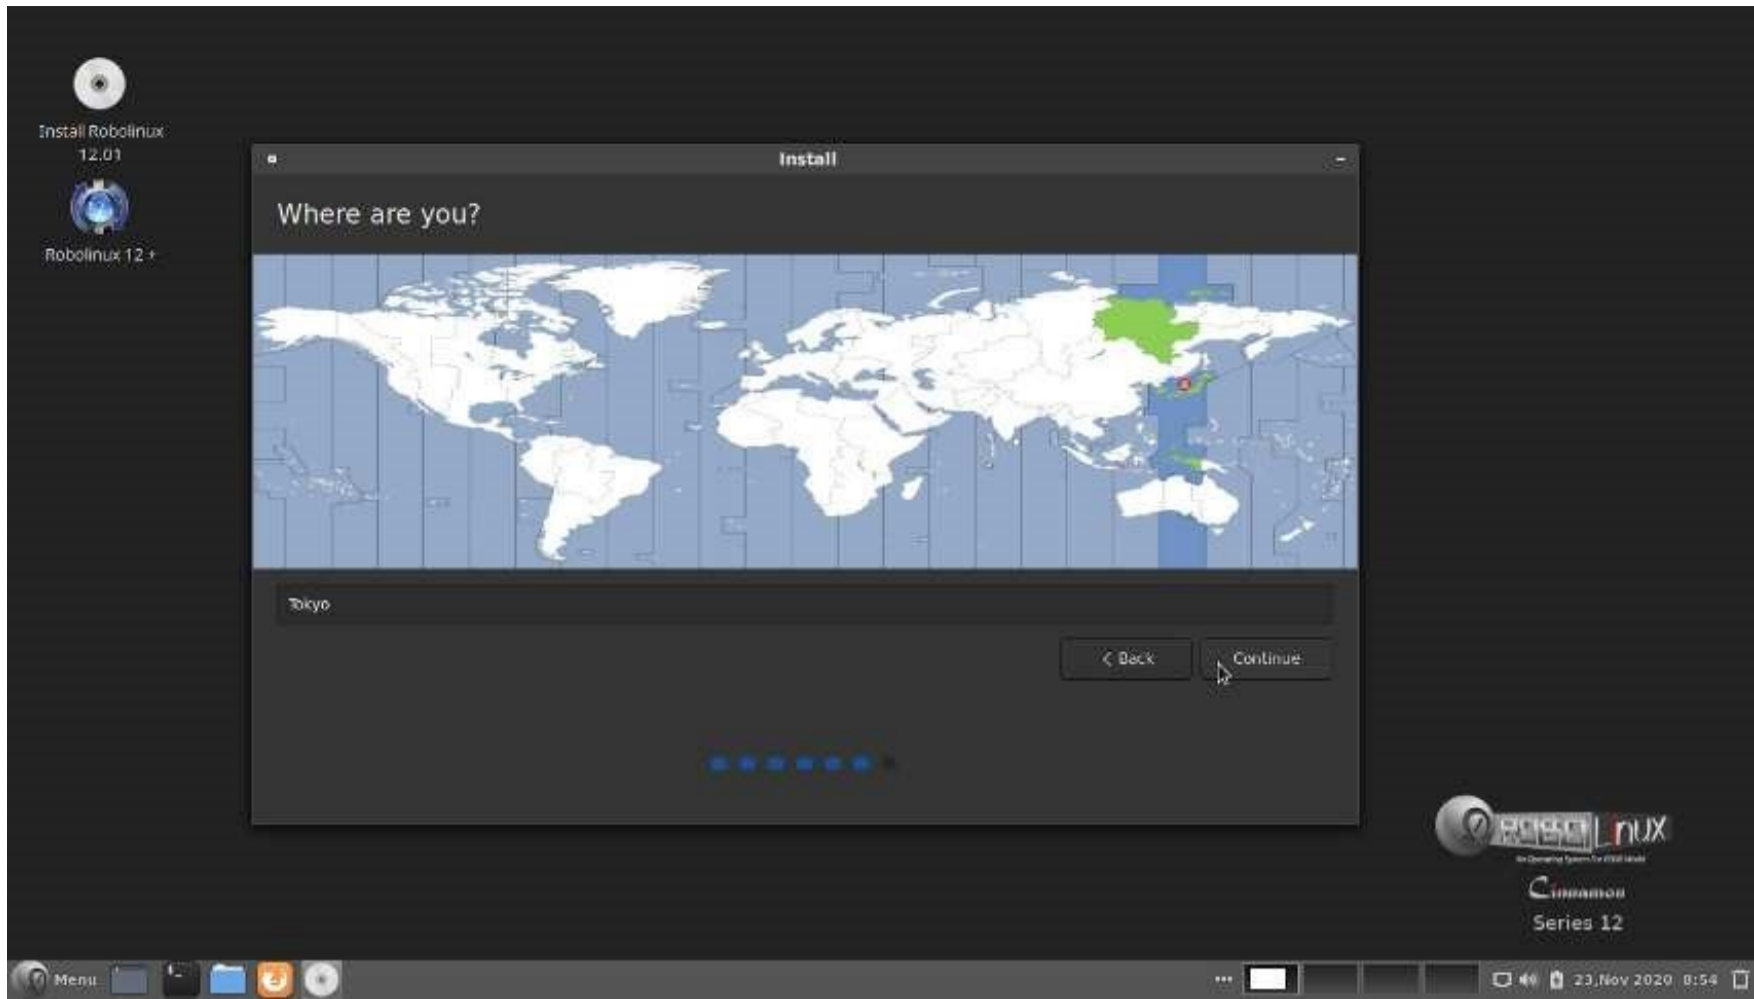 Install Robolinux
12.01
Robolinux 12 +
Install
Where are you?
Tokyo
< Back
Continue
Linux
Cinnamon
Series 12
Menu
23,Nov 2020 8:54